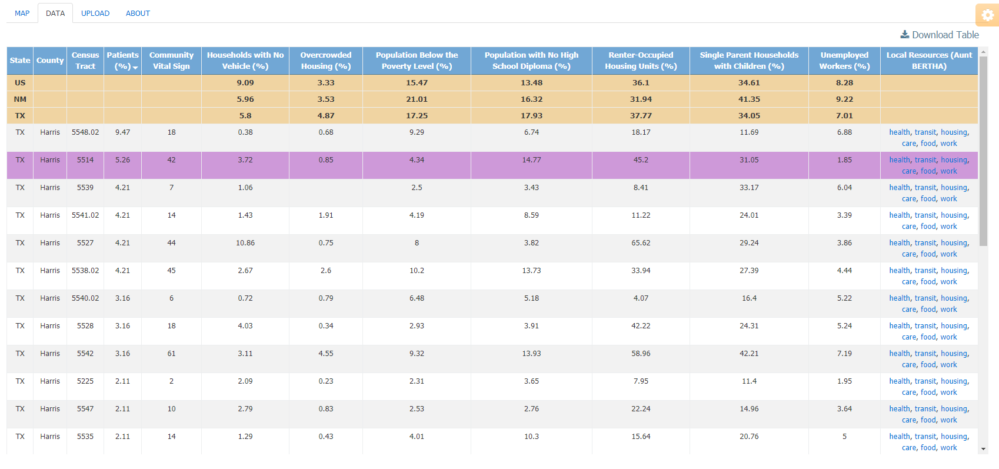 MAP DATA UPLOAD ABOUT
Download Table
State County Census Tract Patients (%) Community Vital Sign Households with No Vehicle (%) Overcrowded Housing (%) Population Below the Poverty Level (%) Population with No High School Diploma (%) Renter-Occupied Housing Units (%) Single Parent Households with Children (%) Unemployed Workers (%) Local Resources (Aunt BERTHA)
US 9.09 3.33 15.47 13.48 36.1 34.61 8.28
NM 5.96 3.53 21.01 16.32 31.94 41.35 9.22
TX 5.8 4.87 17.25 17.93 37.77 34.05 7.01
TX Harris 5548.02 9.47 18 0.38 0.68 9.29 6.74 18.17 11.69 6.88 health, transit, housing,
care, food, work
TX Harris 5514 5.26 42 3.72 0.85 4.34 14.77 45.2 31.05 1.85 health, transit, housing,
care, food, work
TX Harris 5539 4.21 7 1.06 2.5 3.43 8.41 33.17 6.04 health, transit, housing,
care, food, work
TX Harris 5541.02 4.21 14 1.43 1.91 4.19 8.59 11.22 24.01 3.39 health, transit, housing,
care, food, work
TX Harris 5527 4.21 44 10.86 0.75 8 3.82 65.62 29.24 3.86 health, transit, housing,
care, food, work
TX Harris 5538.02 4.21 45 2.67 2.6 10.2 13.73 33.94 27.39 4.44 health, transit, housing,
care, food, work
TX Harris 5540.02 3.16 6 0.72 0.79 6.48 5.18 4.07 16.4 5.22 health, transit, housing,
care, food, work
TX Harris 5528 3.16 18 4.03 0.34 2.93 3.91 42.22 24.31 5.24 health, transit, housing,
care, food, work
TX Harris 5542 3.16 61 3.11 4.55 9.32 13.93 58.96 42.21 7.19 health, transit, housing,
care, food, work
TX Harris 5225 2.11 2 2.09 0.23 2.31 3.65 7.95 11.4 1.95 health, transit, housing,
care, food, work
TX Harris 5547 2.11 10 2.79 0.83 2.53 2.76 22.24 14.96 3.64 health, transit, housing,
care, food, work
TX Harris 5535 2.11 14 1.29 0.43 4.01 10.3 15.64 20.76 5 health, transit, housing,
care, food, work